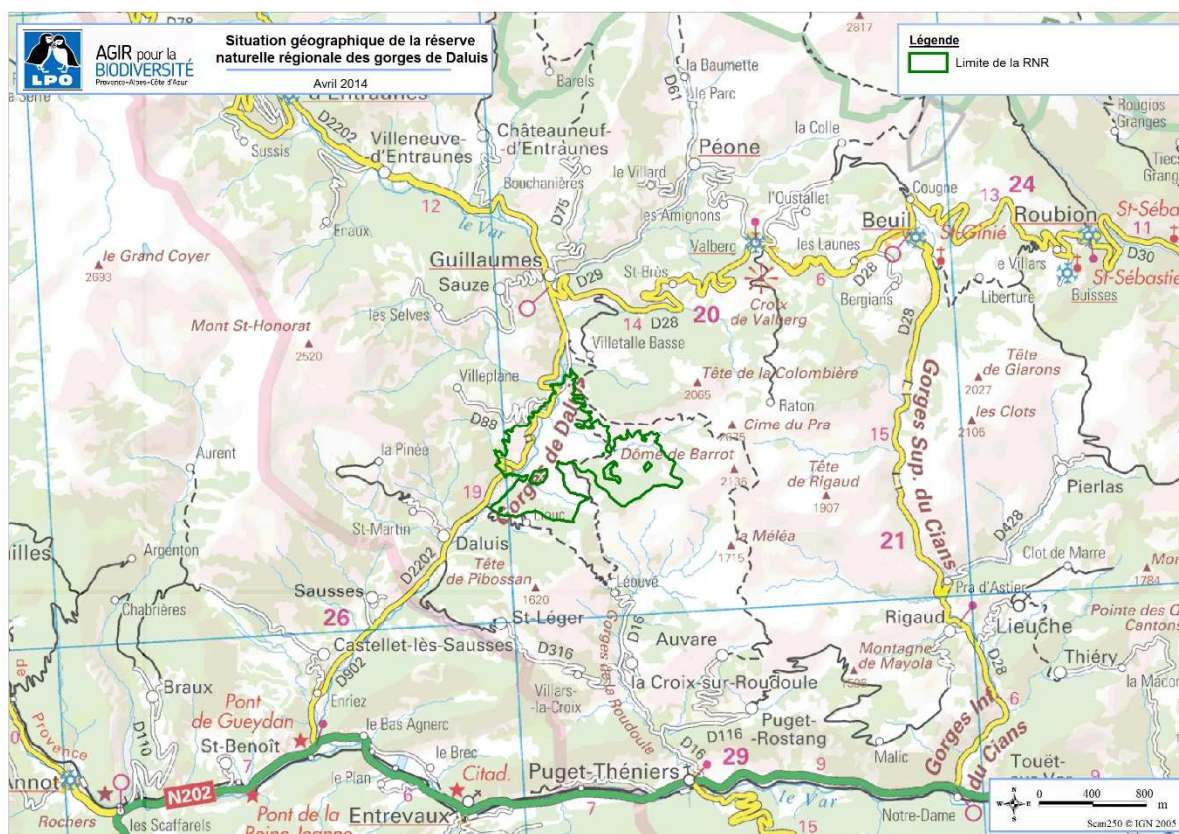 LPO
AGIR pour la
BIODIVERSITÉ
Provence-Alpes-Côte d'Azur
Situation géographique de la réserve
naturelle régionale des gorges de Daluis
Avril 2014
Légende
Limite de la RNR
D78
2817
la Baumette
Barels
D61
le Parc
d'Entraunes
D2202
Villeneuve-
d'Entraunes
Sussis
Châteauneuf-
d'Entraunes
Bouchanières
la Colle
Rougios
Granges
Péone
le Villard
l'Oustallet
Cougne
13
24
12
le Var
D75
les Amignons
Enaux
Beuil
St-Ginié
Roubion
11
D30
le Grand Coyer
2693
Guillaumes
Sauze
D29
St Brès
Valberg
les Launes
6
D28
Bergians
le Villars
Buisses
Liberture
Croix
de Valberg
les Selves
14
D28
20
Mont St-Honorat
2520
Villetalle Basse
D28
Villeplane
Tête de la Colombière
2065
Tête
de Giarons
2027
D88
Raton
les Clots
2106
Gorges de Daluis
Cime du Pra
Dôme de Barrot
2136
15
Gorges Sup. du Cians
Aurent
la Pinée
Tête
de Rigaud
1907
Pierlas
19
St-Martin
Daluis
la Méléa
1715
21
D428
Clot de Marre
Argenton
Tête
de Pibossan
1620
D2202
Léouvé
Pra d'Astier
1784
Chabrières
Sausses
26
St-Léger
D16
Gorges de la Roudoule
Auvare
Rigaud
Lieuche
Castellet-lès-Sausses
D316
Montagne
de Mayola
D28
Thiéry
Braux
D902
Enriez
Villars-
la-Croix
la Croix-sur-Roudoule
6
Pont
de Gueydan
Puget-
Rostang
D116
Gorges Inf.
du Cians
Provence
D110
St-Benoît
7
le Bas Agnerc
le Brec
D16
29
Malic
Annot
le Plan
6
Citad.
Puget-Théniers
9
Touët-
N202
7
le Var
Notre-Dame
Rochers
les Scaffarels
Pont de la
Reine Jeanne
Entrevaux
15
N
W E
S
0 400 800
m
Scan250 © IGN 2005